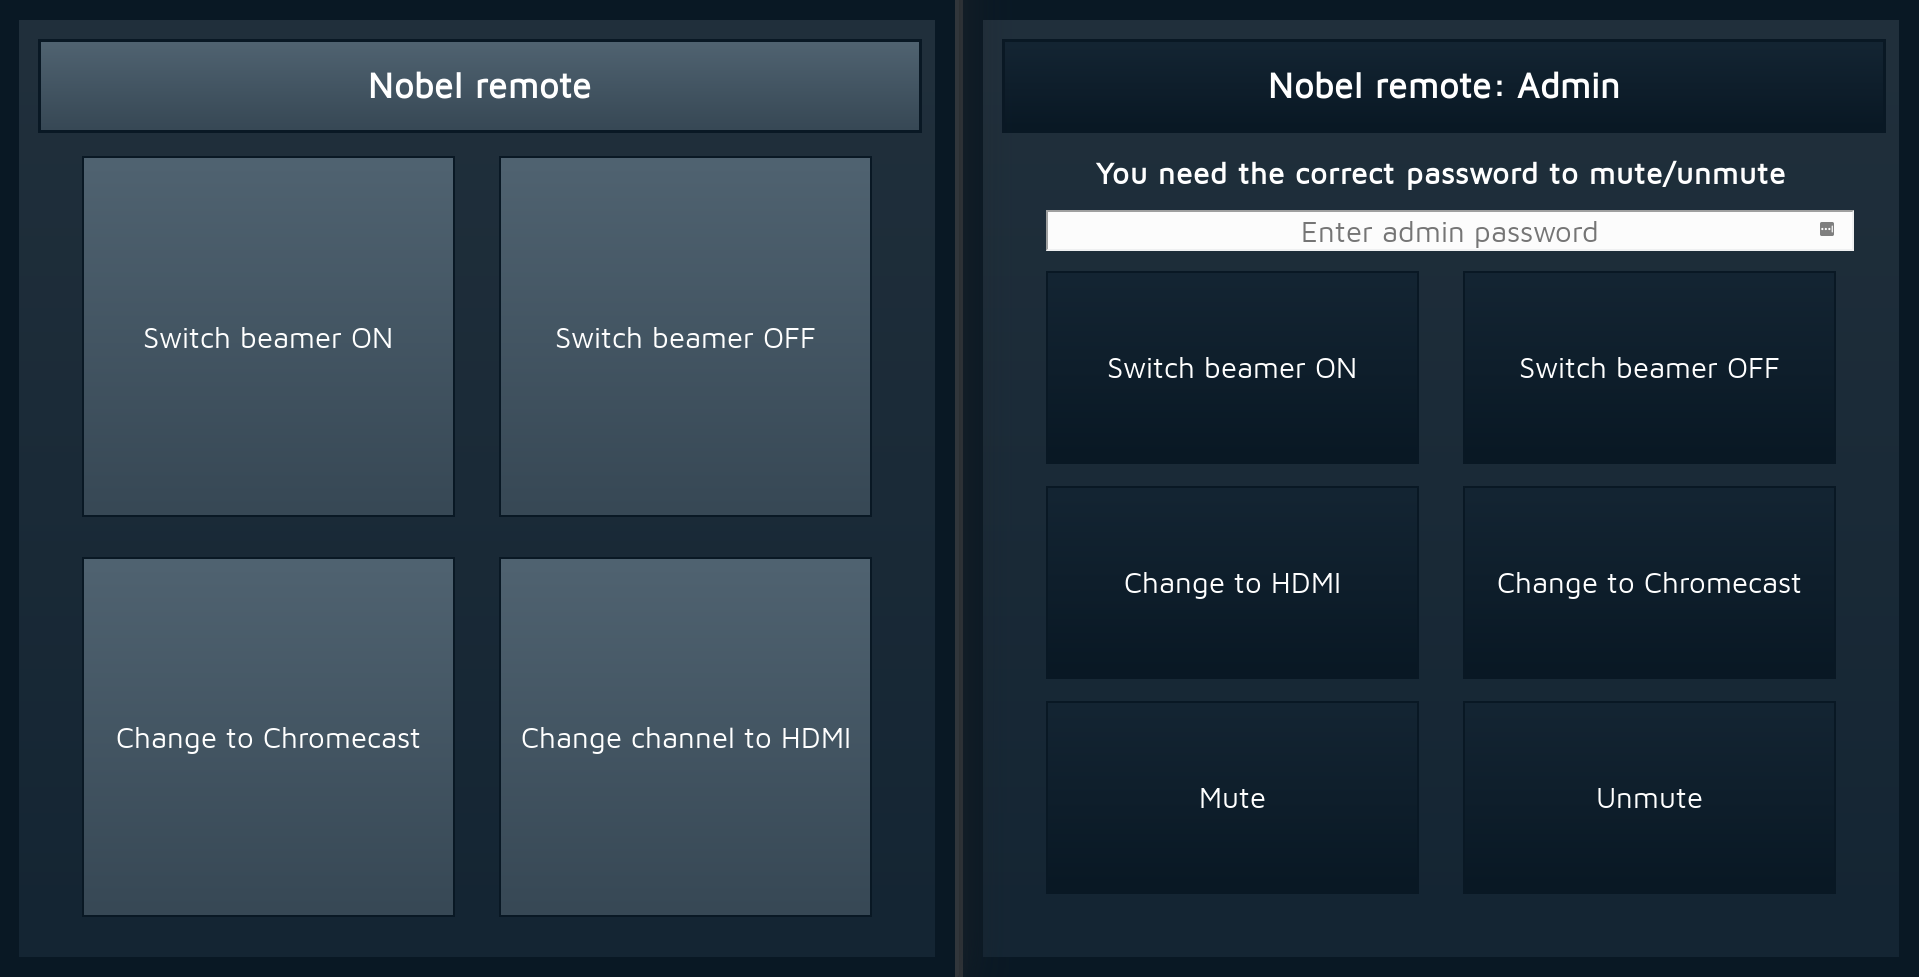 Nobel remote
Switch beamer ON
Switch beamer OFF
Change to Chromecast
Change channel to HDMI
Nobel remote: Admin
You need the correct password to mute/unmute
Enter admin password
Switch beamer ON
Switch beamer OFF
Change to HDMI
Change to Chromecast
Mute
Unmute